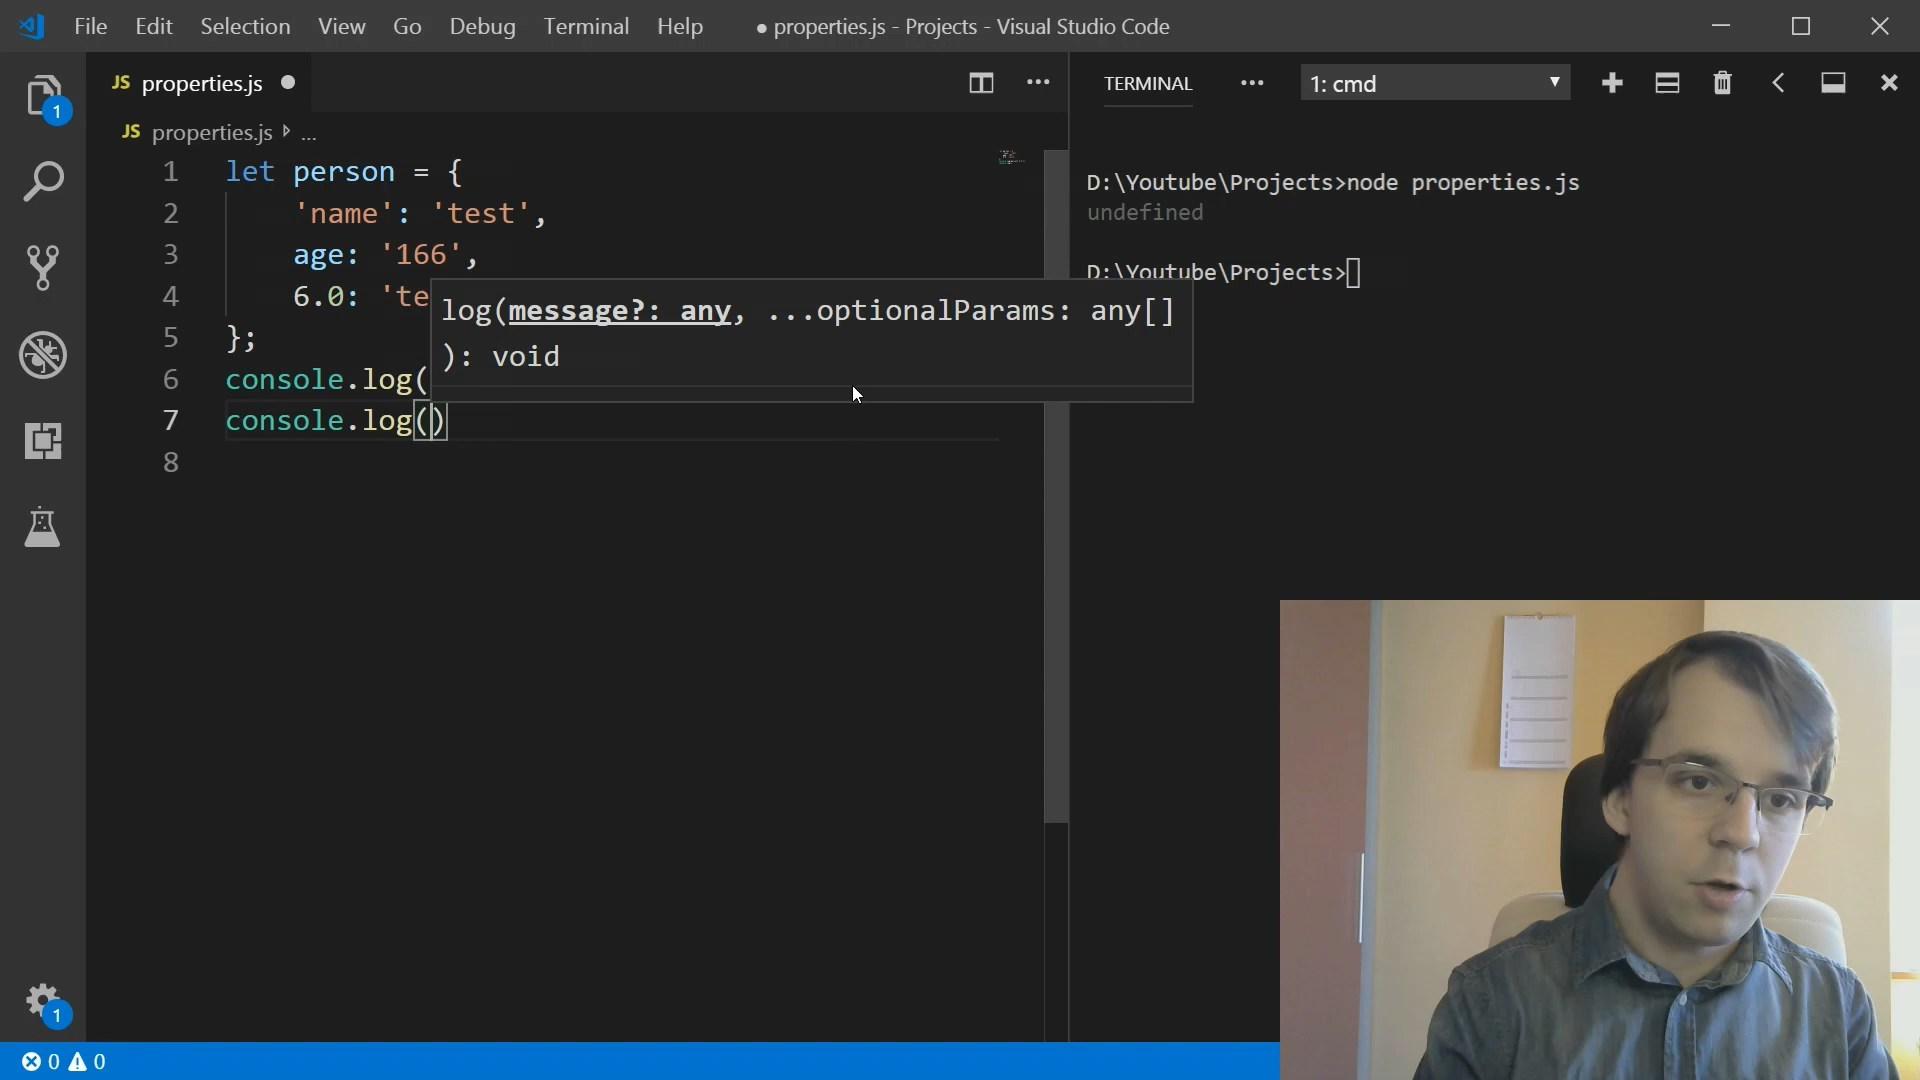 File Edit Selection View Go Debug Terminal Help ● properties.js - Projects - Visual Studio Code
JS properties.js ●
JS properties.js ...
1 let person = {
2 'name': 'test',
3 age: '166',
4 6.0: 'te
5 };
6 console.log(
7 console.log()
8
log(message?: any, ...optionalParams: any[]
): void
TERMINAL ... 1: cmd
D:\Youtube\Projects>node properties.js
undefined
D:\Youtube\Projects>
1
1
0 0